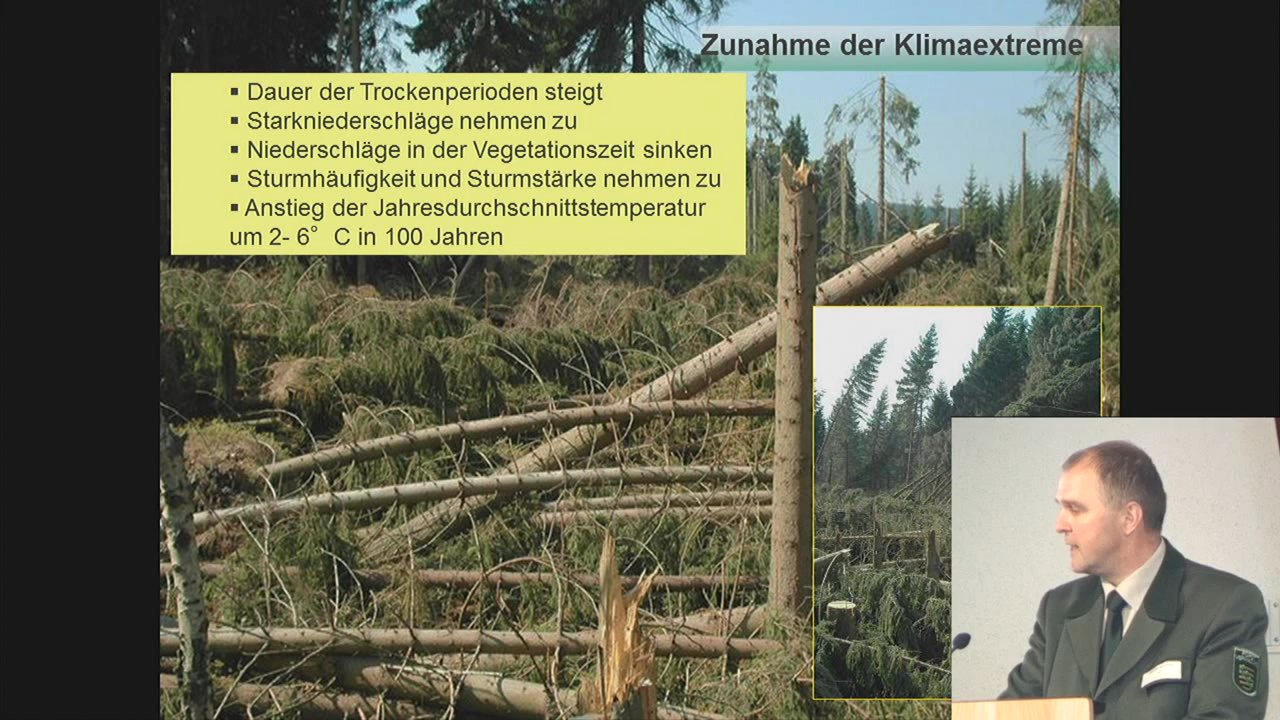 Zunahme der Klimaextreme
▪ Dauer der Trockenperioden steigt
▪ Starkniederschläge nehmen zu
▪ Niederschläge in der Vegetationszeit sinken
▪ Sturmhäufigkeit und Sturmstärke nehmen zu
▪ Anstieg der Jahresdurchschnittstemperatur
um 2- 6° C in 100 Jahren